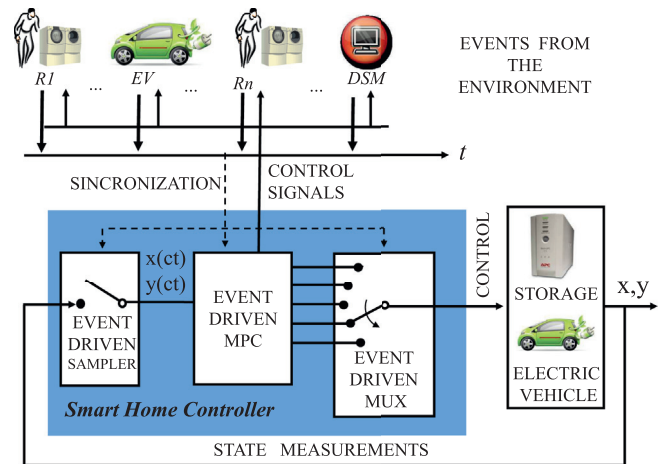 EVENTS FROM
THE
ENVIRONMENT
R1 ... EV ... Rn ... DSM
t
SINCRONIZATION
CONTROL
SIGNALS
x(ct)
y(ct)
EVENT
DRIVEN
SAMPLER
EVENT
DRIVEN
MPC
EVENT
DRIVEN
MUX
Smart Home Controller
CONTROL
APC
STORAGE
ELECTRIC
VEHICLE
x,y
STATE MEASUREMENTS